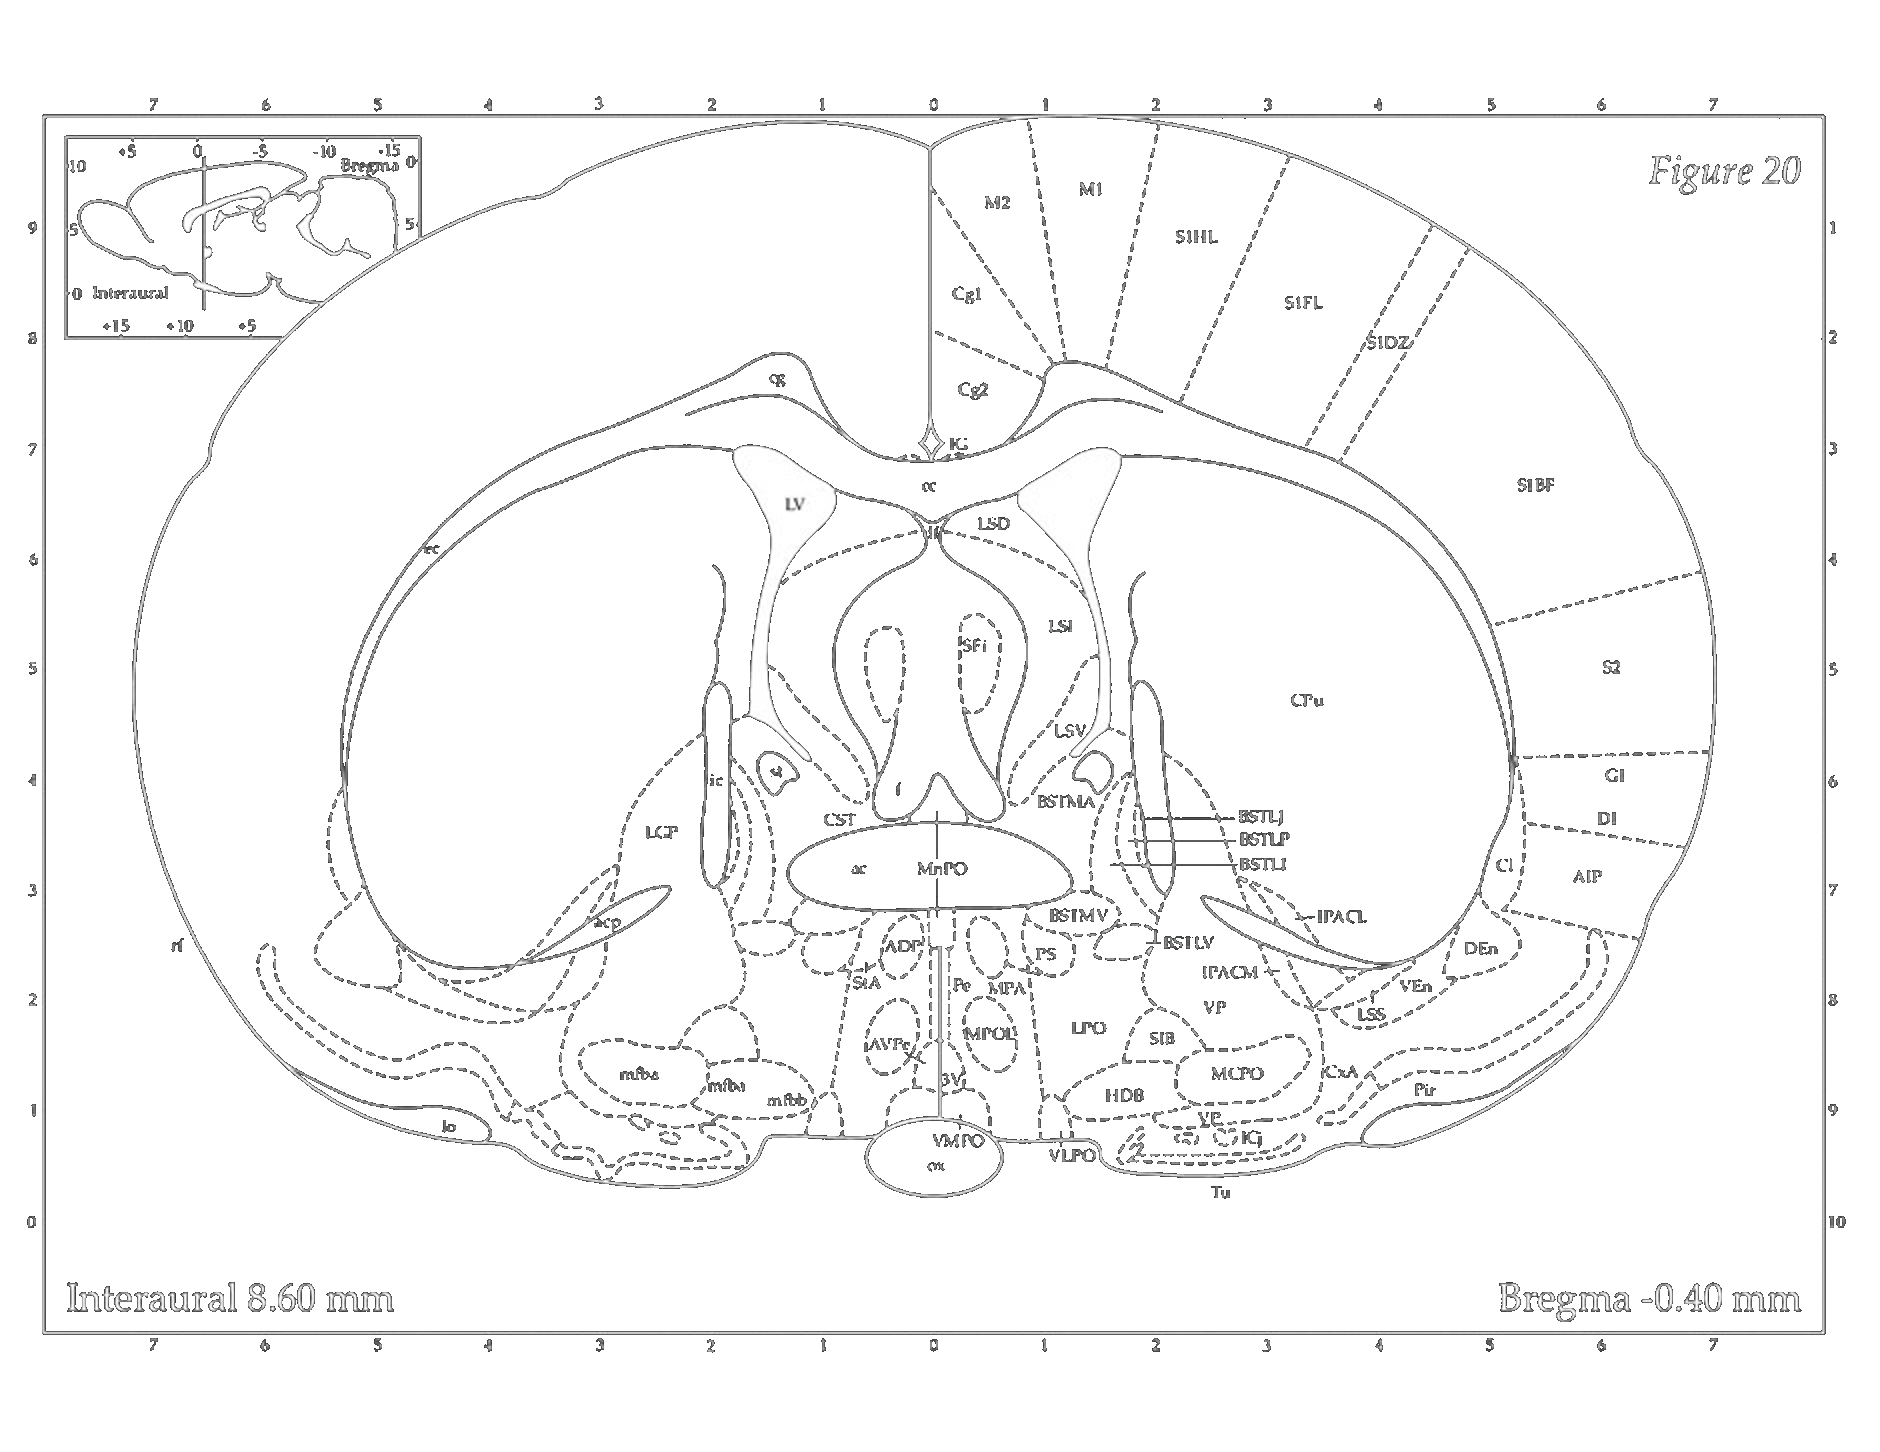 7 6 5 4 3 2 1 0 1 2 3 4 5 6 7
+5 0 -5 -10 -15
Bregma 0
10
5
5
0 Interaural
+15 +10 +5
Figure 20
9
8
7
6
5
4
3
2
1
0
1
2
3
4
5
6
7
8
9
10
M2
M1
S1HL
Cg1
S1FL
S1DZ
cg
Cg2
IG
S1BF
cc
LV
LSD
df
ec
LSI
SFi
S2
CPu
LSV
st
ic
f
GI
BSTMA
CST
BSTLJ
DI
LGP
BSTLP
ac
MnPO
BSTLI
Cl
AIP
acp
BSTMV
IPACL
rf
ADP
PS
BSTLV
DEn
IPACM
StA
Pe
MPA
VEn
VP
LSS
LPO
MPOL
SIB
AVPe
mfba
mfba
3V
MCPO
CxA
mfbb
HDB
Pir
VP
lo
VMPO
ICj
VLPO
ox
Tu
Interaural 8.60 mm
Bregma -0.40 mm
7 6 5 4 3 2 1 0 1 2 3 4 5 6 7